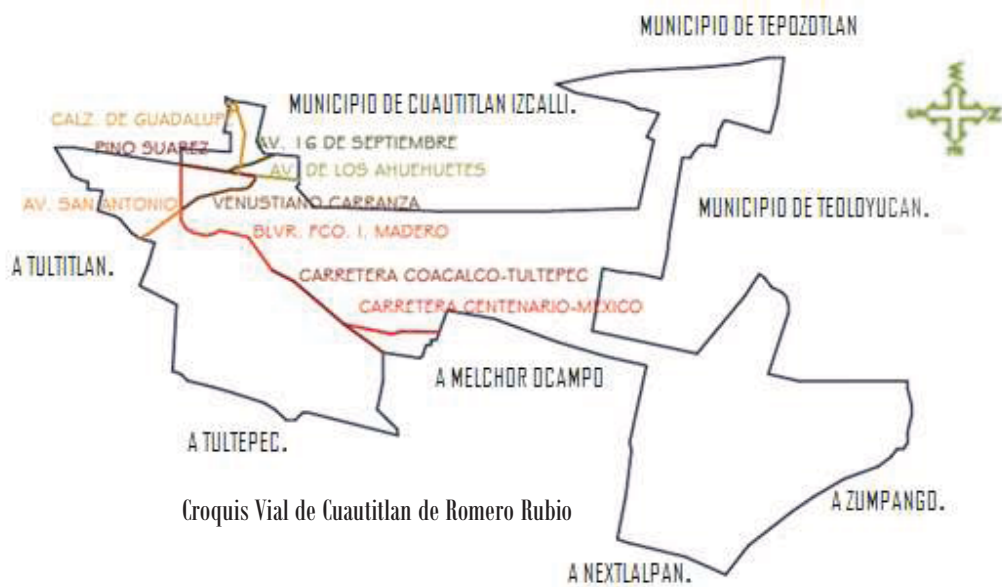 MUNICIPIO DE TEPOZOTLAN
MUNICIPIO DE CUAUTITLAN IZCALLI.
CALZ. DE GUADALUPE
PINO SUAREZ
AV. 16 DE SEPTIEMBRE
AV. DE LOS AHUEHUETES
AV. SAN ANTONIO
VENUSTIANO CARRANZA
MUNICIPIO DE TEOLOYUCAN.
BLVR. FCO. I. MADERO
A TULTITLAN.
CARRETERA COACALCO-TULTEPEC
CARRETERA CENTENARIO-MEXICO
A MELCHOR OCAMPO
A TULTEPEC.
A ZUMPANGO.
Croquis Vial de Cuautitlan de Romero Rubio
A NEXTLALPAN.
W
N
E
S